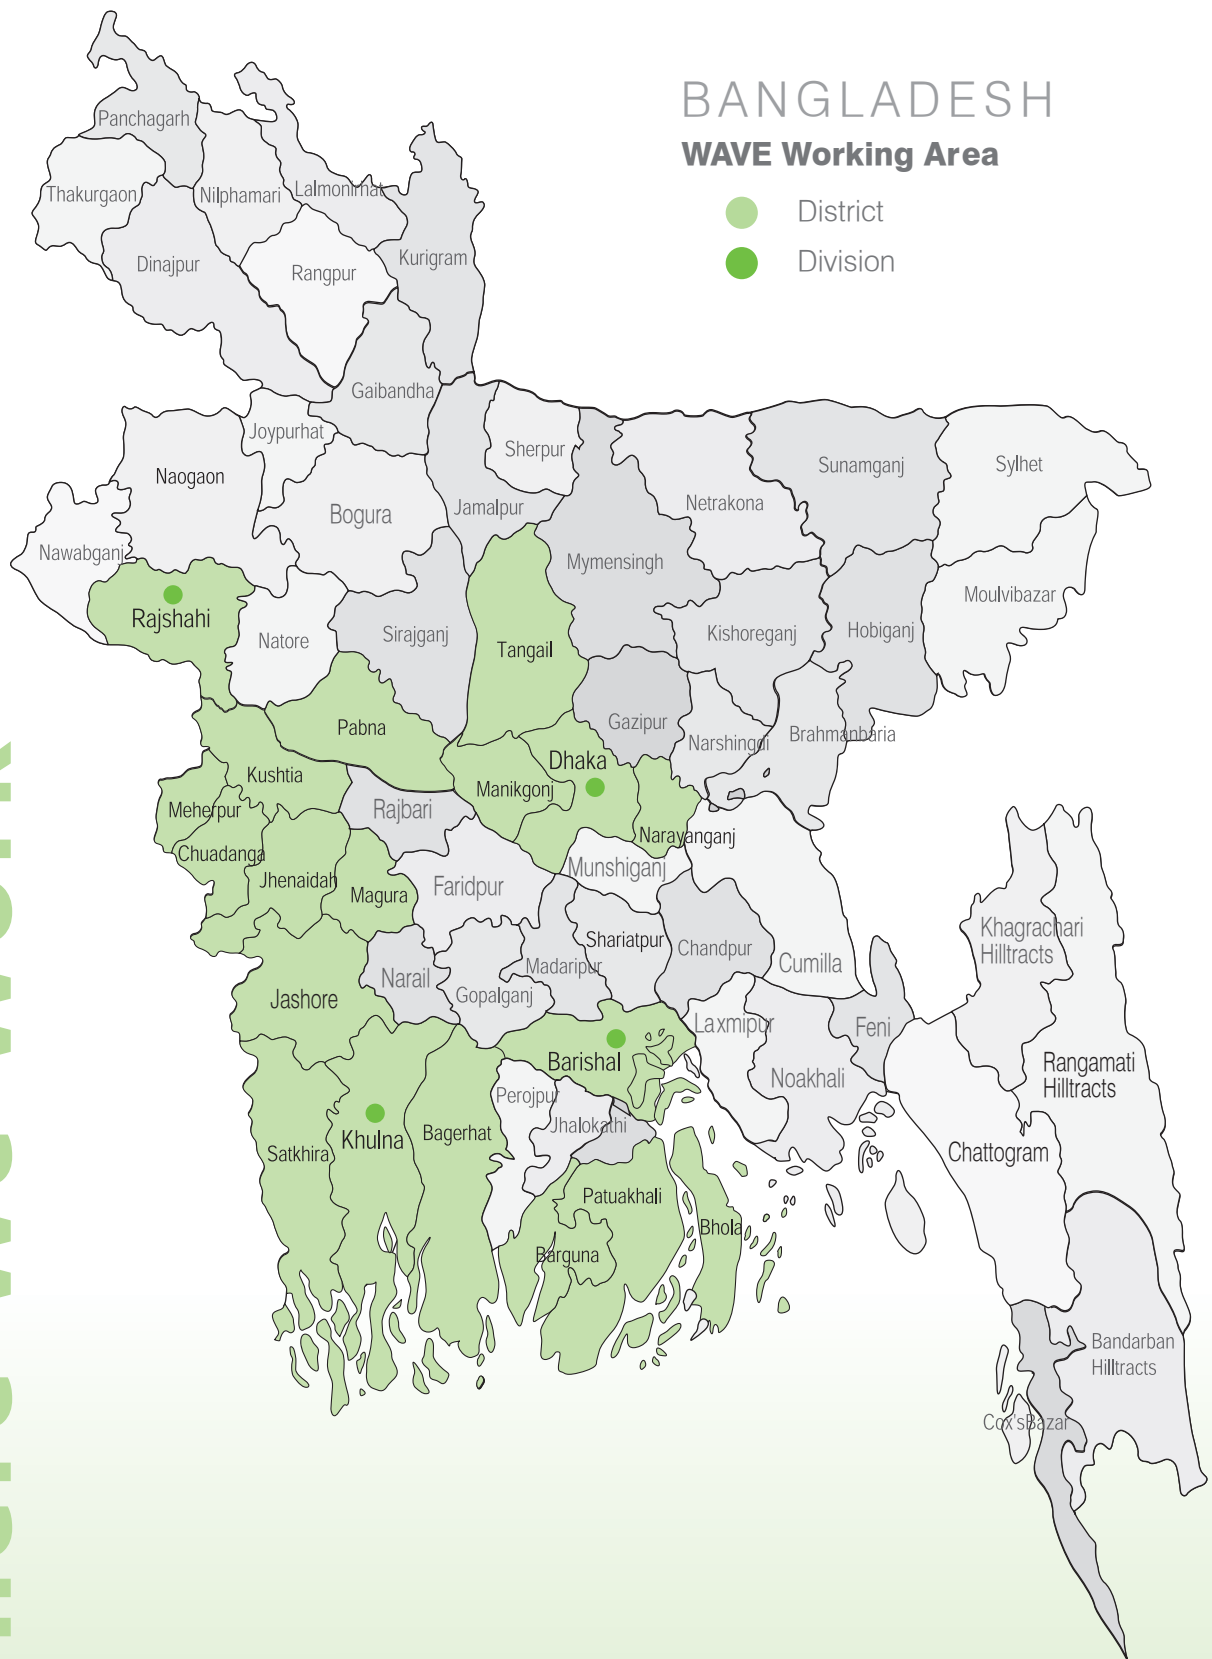 BANGLADESH
WAVE Working Area
District
Division
Panchagarh
Thakurgaon
Nilphamari
Lalmonirhat
Dinajpur
Rangpur
Kurigram
Gaibandha
Joypurhat
Naogaon
Sherpur
Sunamganj
Sylhet
Bogura
Jamalpur
Netrakona
Nawabganj
Mymensingh
Moulvibazar
Rajshahi
Natore
Sirajganj
Tangail
Kishoreganj
Hobiganj
Pabna
Gazipur
Narshingdi
Brahmanbaria
Dhaka
Kushtia
Manikgonj
Meherpur
Rajbari
Narayanganj
Chuadanga
Jhenaidah
Magura
Faridpur
Munshiganj
Shariatpur
Chandpur
Cumilla
Khagrachari
Hilltracts
Narail
Madaripur
Gopalganj
Jashore
Laxmipur
Feni
Barishal
Noakhali
Rangamati
Hilltracts
Perojpur
Jhalokathi
Khulna
Bagerhat
Satkhira
Chattogram
Patuakhali
Bhola
Barguna
Bandarban
Hilltracts
Cox'sBazar